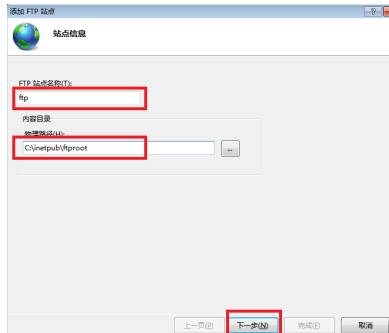 添加 FTP 站点
站点信息
FTP 站点名称(T):
ftp
内容目录
物理路径(H):
C:\inetpub\ftproot
...
上一页(P) 下一步(N) 完成(F) 取消